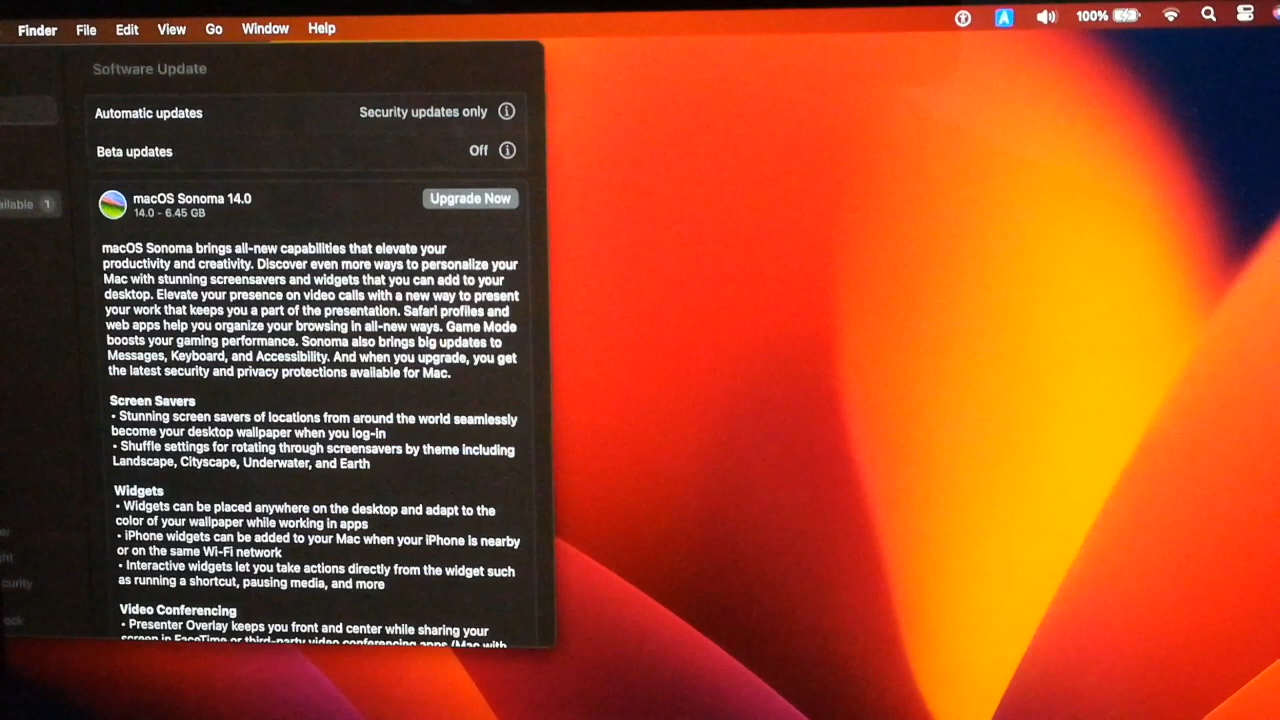 Finder File Edit View Go Window Help
A 100%
Software Update
Automatic updates Security updates only
Beta updates Off
macOS Sonoma 14.0 Upgrade Now
14.0 - 6.45 GB
1
macOS Sonoma brings all-new capabilities that elevate your
productivity and creativity. Discover even more ways to personalize your
Mac with stunning screensavers and widgets that you can add to your
desktop. Elevate your presence on video calls with a new way to present
your work that keeps you a part of the presentation. Safari profiles and
web apps help you organize your browsing in all-new ways. Game Mode
boosts your gaming performance. Sonoma also brings big updates to
Messages, Keyboard, and Accessibility. And when you upgrade, you get
the latest security and privacy protections available for Mac.
Screen Savers
• Stunning screen savers of locations from around the world seamlessly
become your desktop wallpaper when you log-in
• Shuffle settings for rotating through screensavers by theme including
Landscape, Cityscape, Underwater, and Earth
Widgets
• Widgets can be placed anywhere on the desktop and adapt to the
color of your wallpaper while working in apps
• iPhone widgets can be added to your Mac when your iPhone is nearby
or on the same Wi-Fi network
• Interactive widgets let you take actions directly from the widget such
as running a shortcut, pausing media, and more
Video Conferencing
• Presenter Overlay keeps you front and center while sharing your
screen in FaceTime or third-party video conferencing apps (Mac with